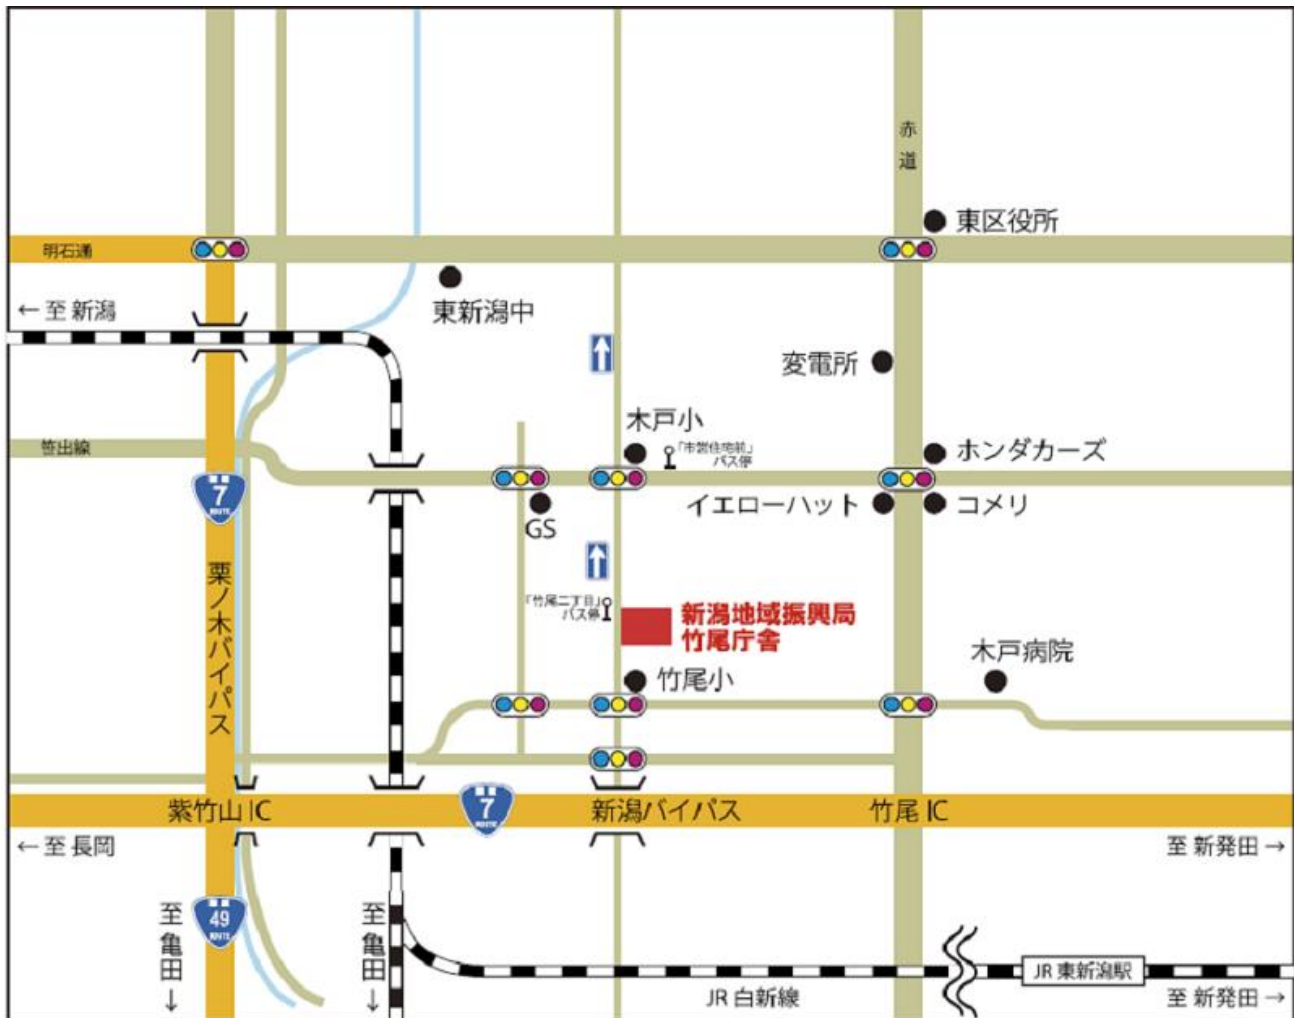 赤道
東区役所
明石通
← 至 新潟
東新潟中
変電所
木戸小
「市営住宅前」
バス停
笹出線
ホンダカーズ
7
ROUTE
GS
イエローハット
コメリ
栗ノ木バイパス
「竹尾二丁目」
バス停
新潟地域振興局
竹尾庁舎
木戸病院
竹尾小
紫竹山 IC
7
ROUTE
新潟バイパス
竹尾 IC
← 至 長岡
至 新発田 →
49
ROUTE
至 亀田 ↓
至 亀田 ↓
JR 東新潟駅
JR 白新線
至 新発田 →